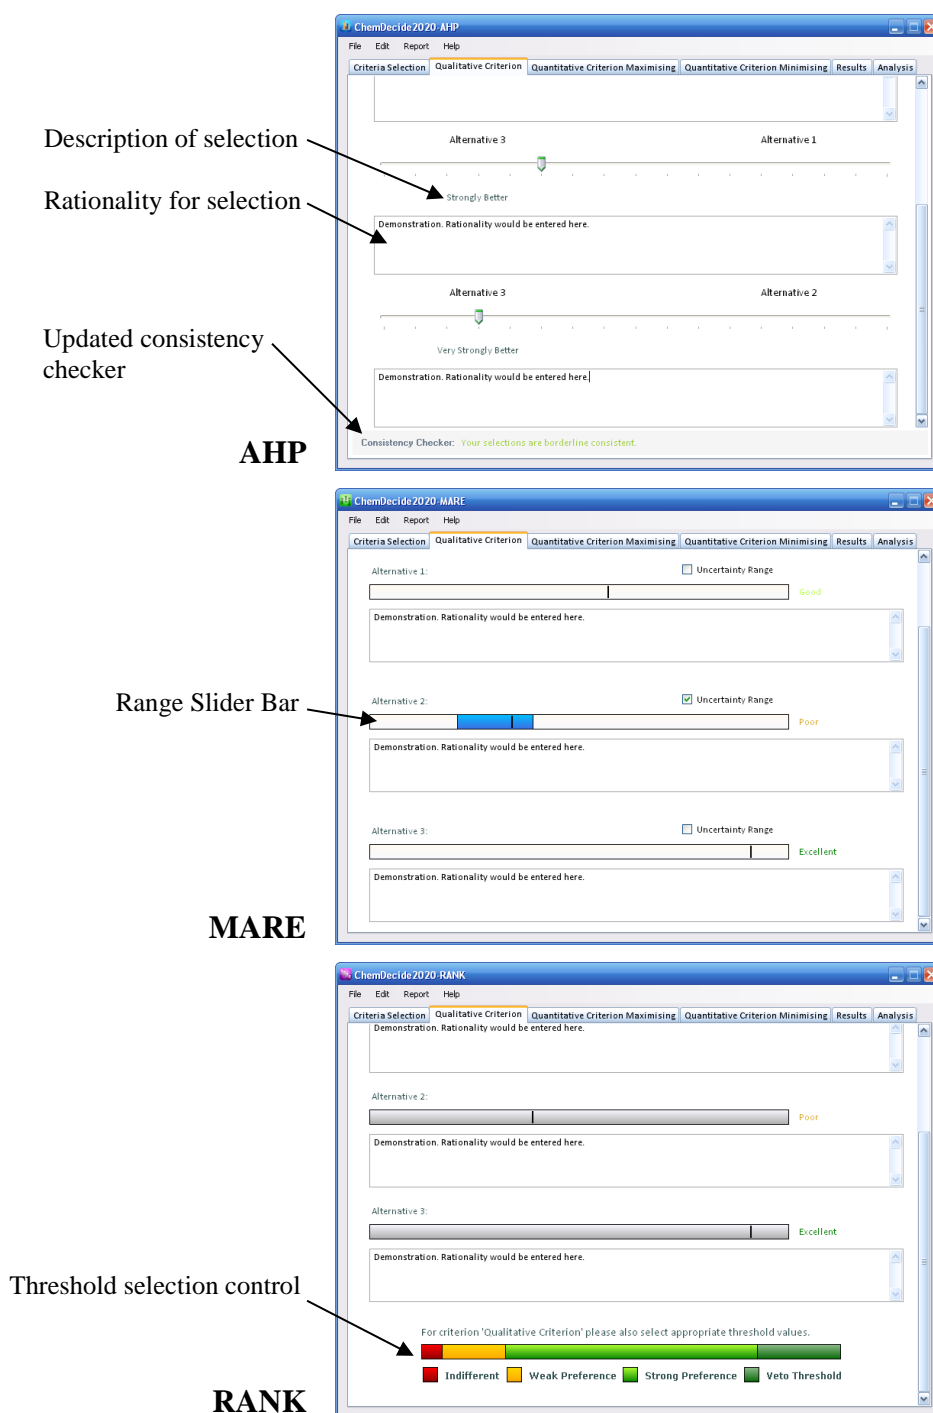 ChemDecide2020-AHP
File Edit Report Help
Criteria Selection Qualitative Criterion Quantitative Criterion Maximising Quantitative Criterion Minimising Results Analysis
Description of selection
Alternative 3 Alternative 1
Strongly Better
Rationality for selection
Demonstration. Rationality would be entered here.
Alternative 3 Alternative 2
Very Strongly Better
Updated consistency
checker
Demonstration. Rationality would be entered here.
Consistency Checker: Your selections are borderline consistent.
AHP
ChemDecide2020-MARE
File Edit Report Help
Criteria Selection Qualitative Criterion Quantitative Criterion Maximising Quantitative Criterion Minimising Results Analysis
Alternative 1: Uncertainty Range
Good
Demonstration. Rationality would be entered here.
Range Slider Bar
Alternative 2: Uncertainty Range
Poor
Demonstration. Rationality would be entered here.
Alternative 3: Uncertainty Range
Excellent
Demonstration. Rationality would be entered here.
MARE
ChemDecide2020-RANK
File Edit Report Help
Criteria Selection Qualitative Criterion Quantitative Criterion Maximising Quantitative Criterion Minimising Results Analysis
Demonstration. Rationality would be entered here.
Alternative 2:
Poor
Demonstration. Rationality would be entered here.
Alternative 3:
Excellent
Demonstration. Rationality would be entered here.
Threshold selection control
For criterion 'Qualitative Criterion' please also select appropriate threshold values.
Indifferent Weak Preference Strong Preference Veto Threshold
RANK